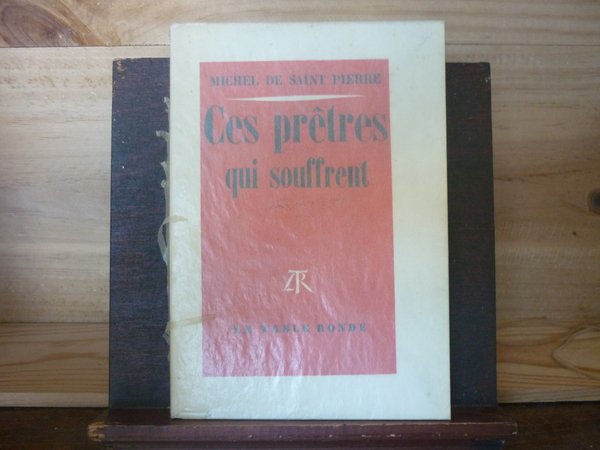 MICHEL DE SAINT PIERRE
Ces prêtres
qui souffrent
LA TABLE RONDE